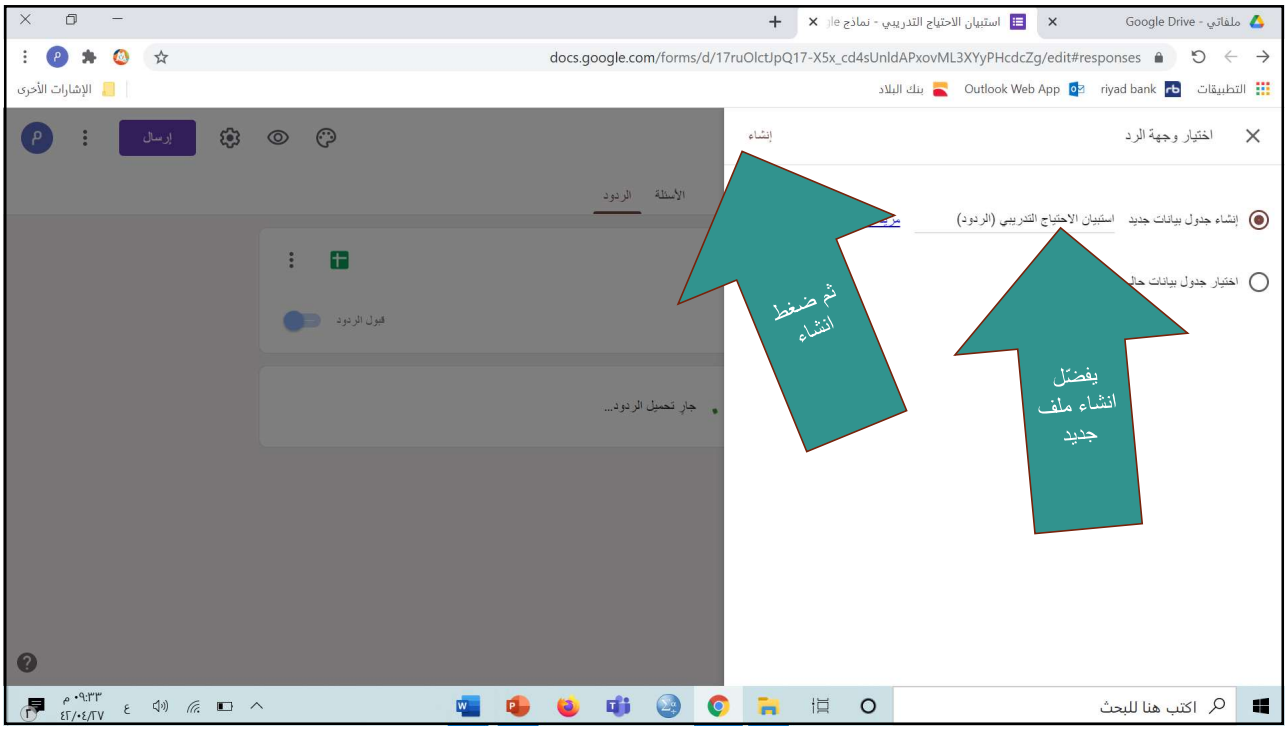 ملفاتي - Google Drive
استبيان الاحتياج التدريبي - نماذج
docs.google.com/forms/d/17ruOlctJpQ17-X5x_cd4sUnldAPxovML3XYyPHcdcZg/edit#responses
التطبيقات
riyad bank
Outlook Web App
بنك البلاد
الإشارات الأخرى
اختيار وجهة الرد
إنشاء
P
إرسال
الأسئلة
الردود
إنشاء جدول بيانات جديد
استبيان الاحتياج التدريبي (الردود)
اختيار جدول بيانات
قبول الردود
جارٍ تحميل الردود...
ثم ضغط
انشاء
يفضّل
انشاء ملف
جديد
اكتب هنا للبحث
ع
٠٩:٣٣ م
٤٢/٠٤/٢٧